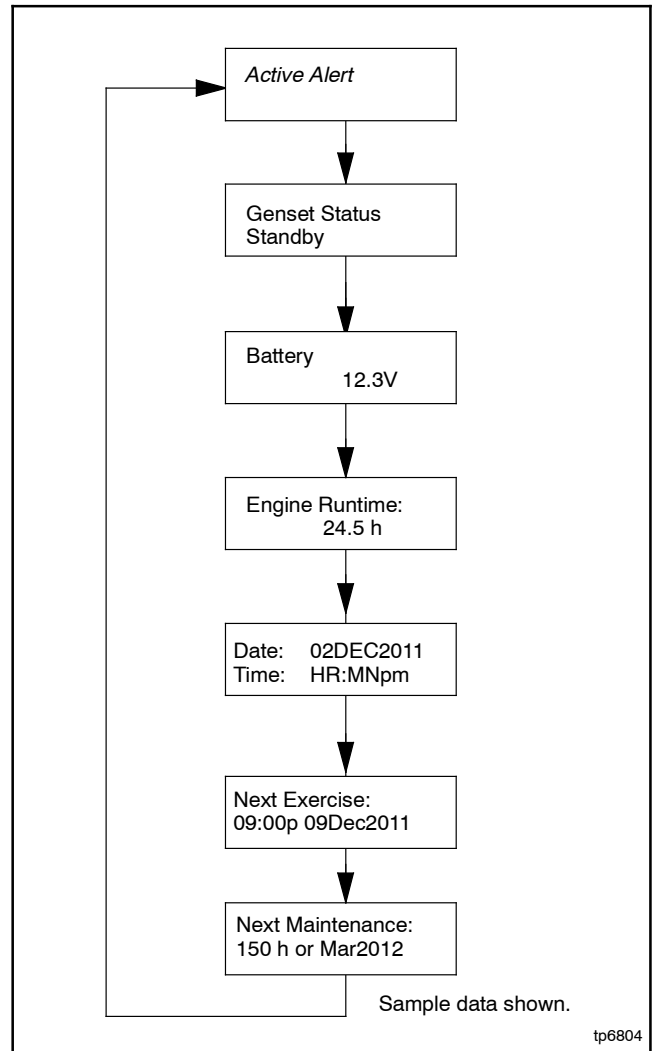 Active Alert
Genset Status
Standby
Battery
12.3V
Engine Runtime:
24.5 h
Date: 02DEC2011
Time: HR:MNpm
Next Exercise:
09:00p 09Dec2011
Next Maintenance:
150 h or Mar2012
Sample data shown.
tp6804